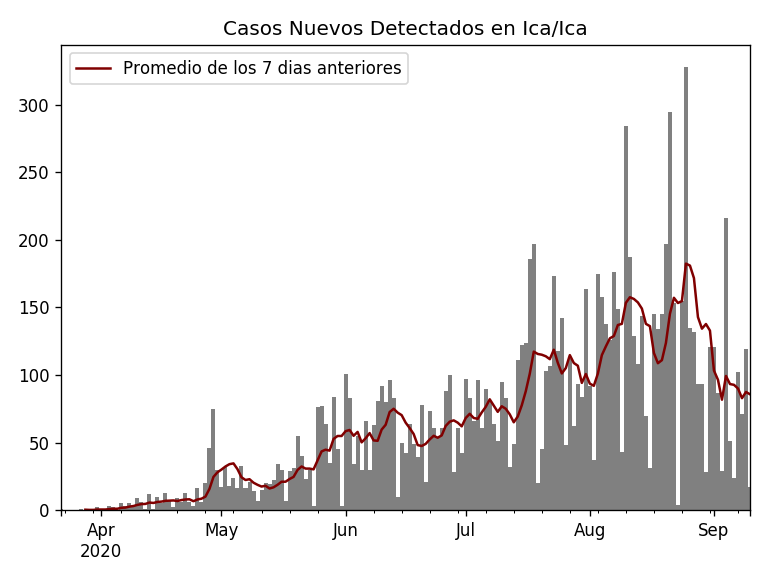 Casos Nuevos Detectados en Ica/Ica
Promedio de los 7 dias anteriores
300
250
200
150
100
50
0
Apr May Jun Jul Aug Sep
2020